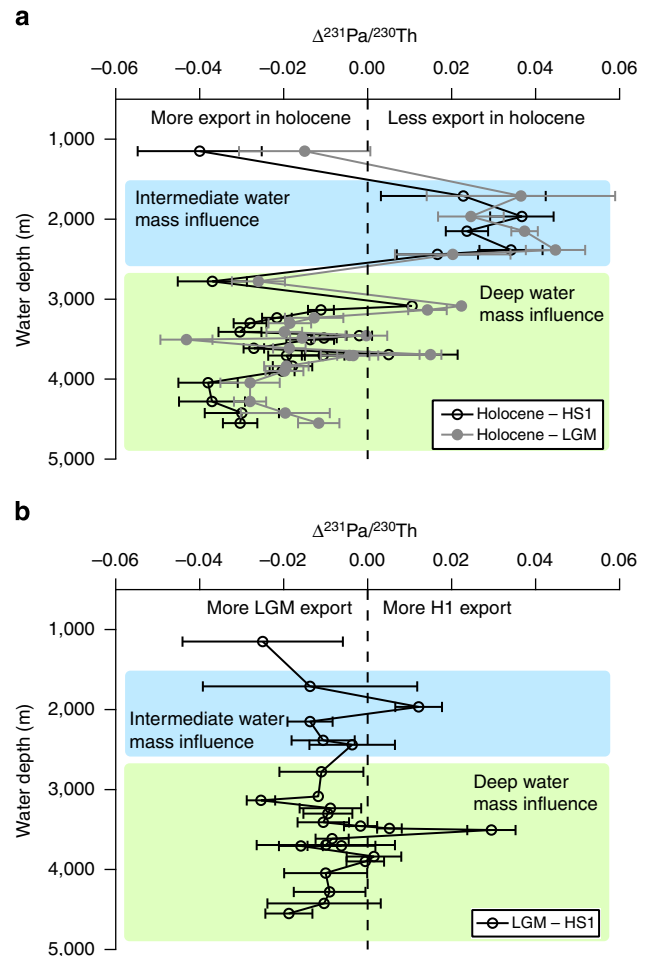 a
Δ231Pa/230Th
−0.06 −0.04 −0.02 0.00 0.02 0.04 0.06
More export in holocene Less export in holocene
1,000
2,000
3,000
4,000
5,000
Water depth (m)
Intermediate water
mass influence
Deep water
mass influence
Holocene – HS1
Holocene – LGM
b
Δ231Pa/230Th
−0.06 −0.04 −0.02 0.00 0.02 0.04 0.06
More LGM export More H1 export
1,000
2,000
3,000
4,000
5.000
Water depth (m)
Intermediate water
mass influence
Deep water
mass influence
LGM – HS1